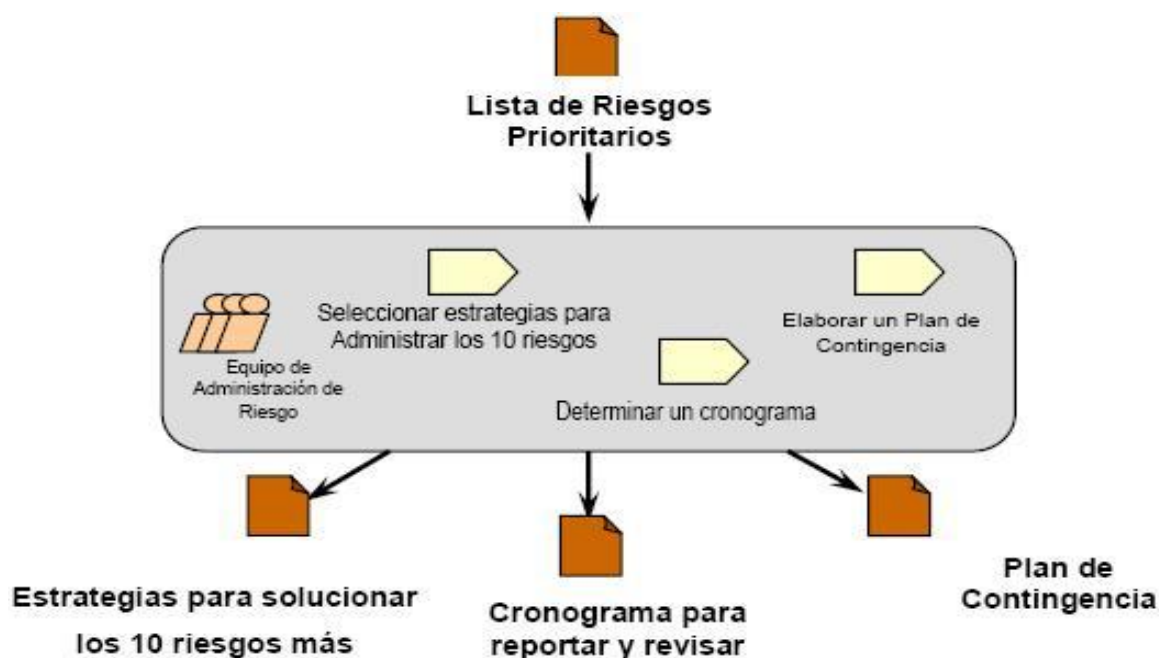 Lista de Riesgos
Prioritarios
Seleccionar estrategias para
Administrar los 10 riesgos
Elaborar un Plan de
Contingencia
Equipo de
Administración de
Riesgo
Determinar un cronograma
Estrategias para solucionar
los 10 riesgos más
Cronograma para
reportar y revisar
Plan de
Contingencia